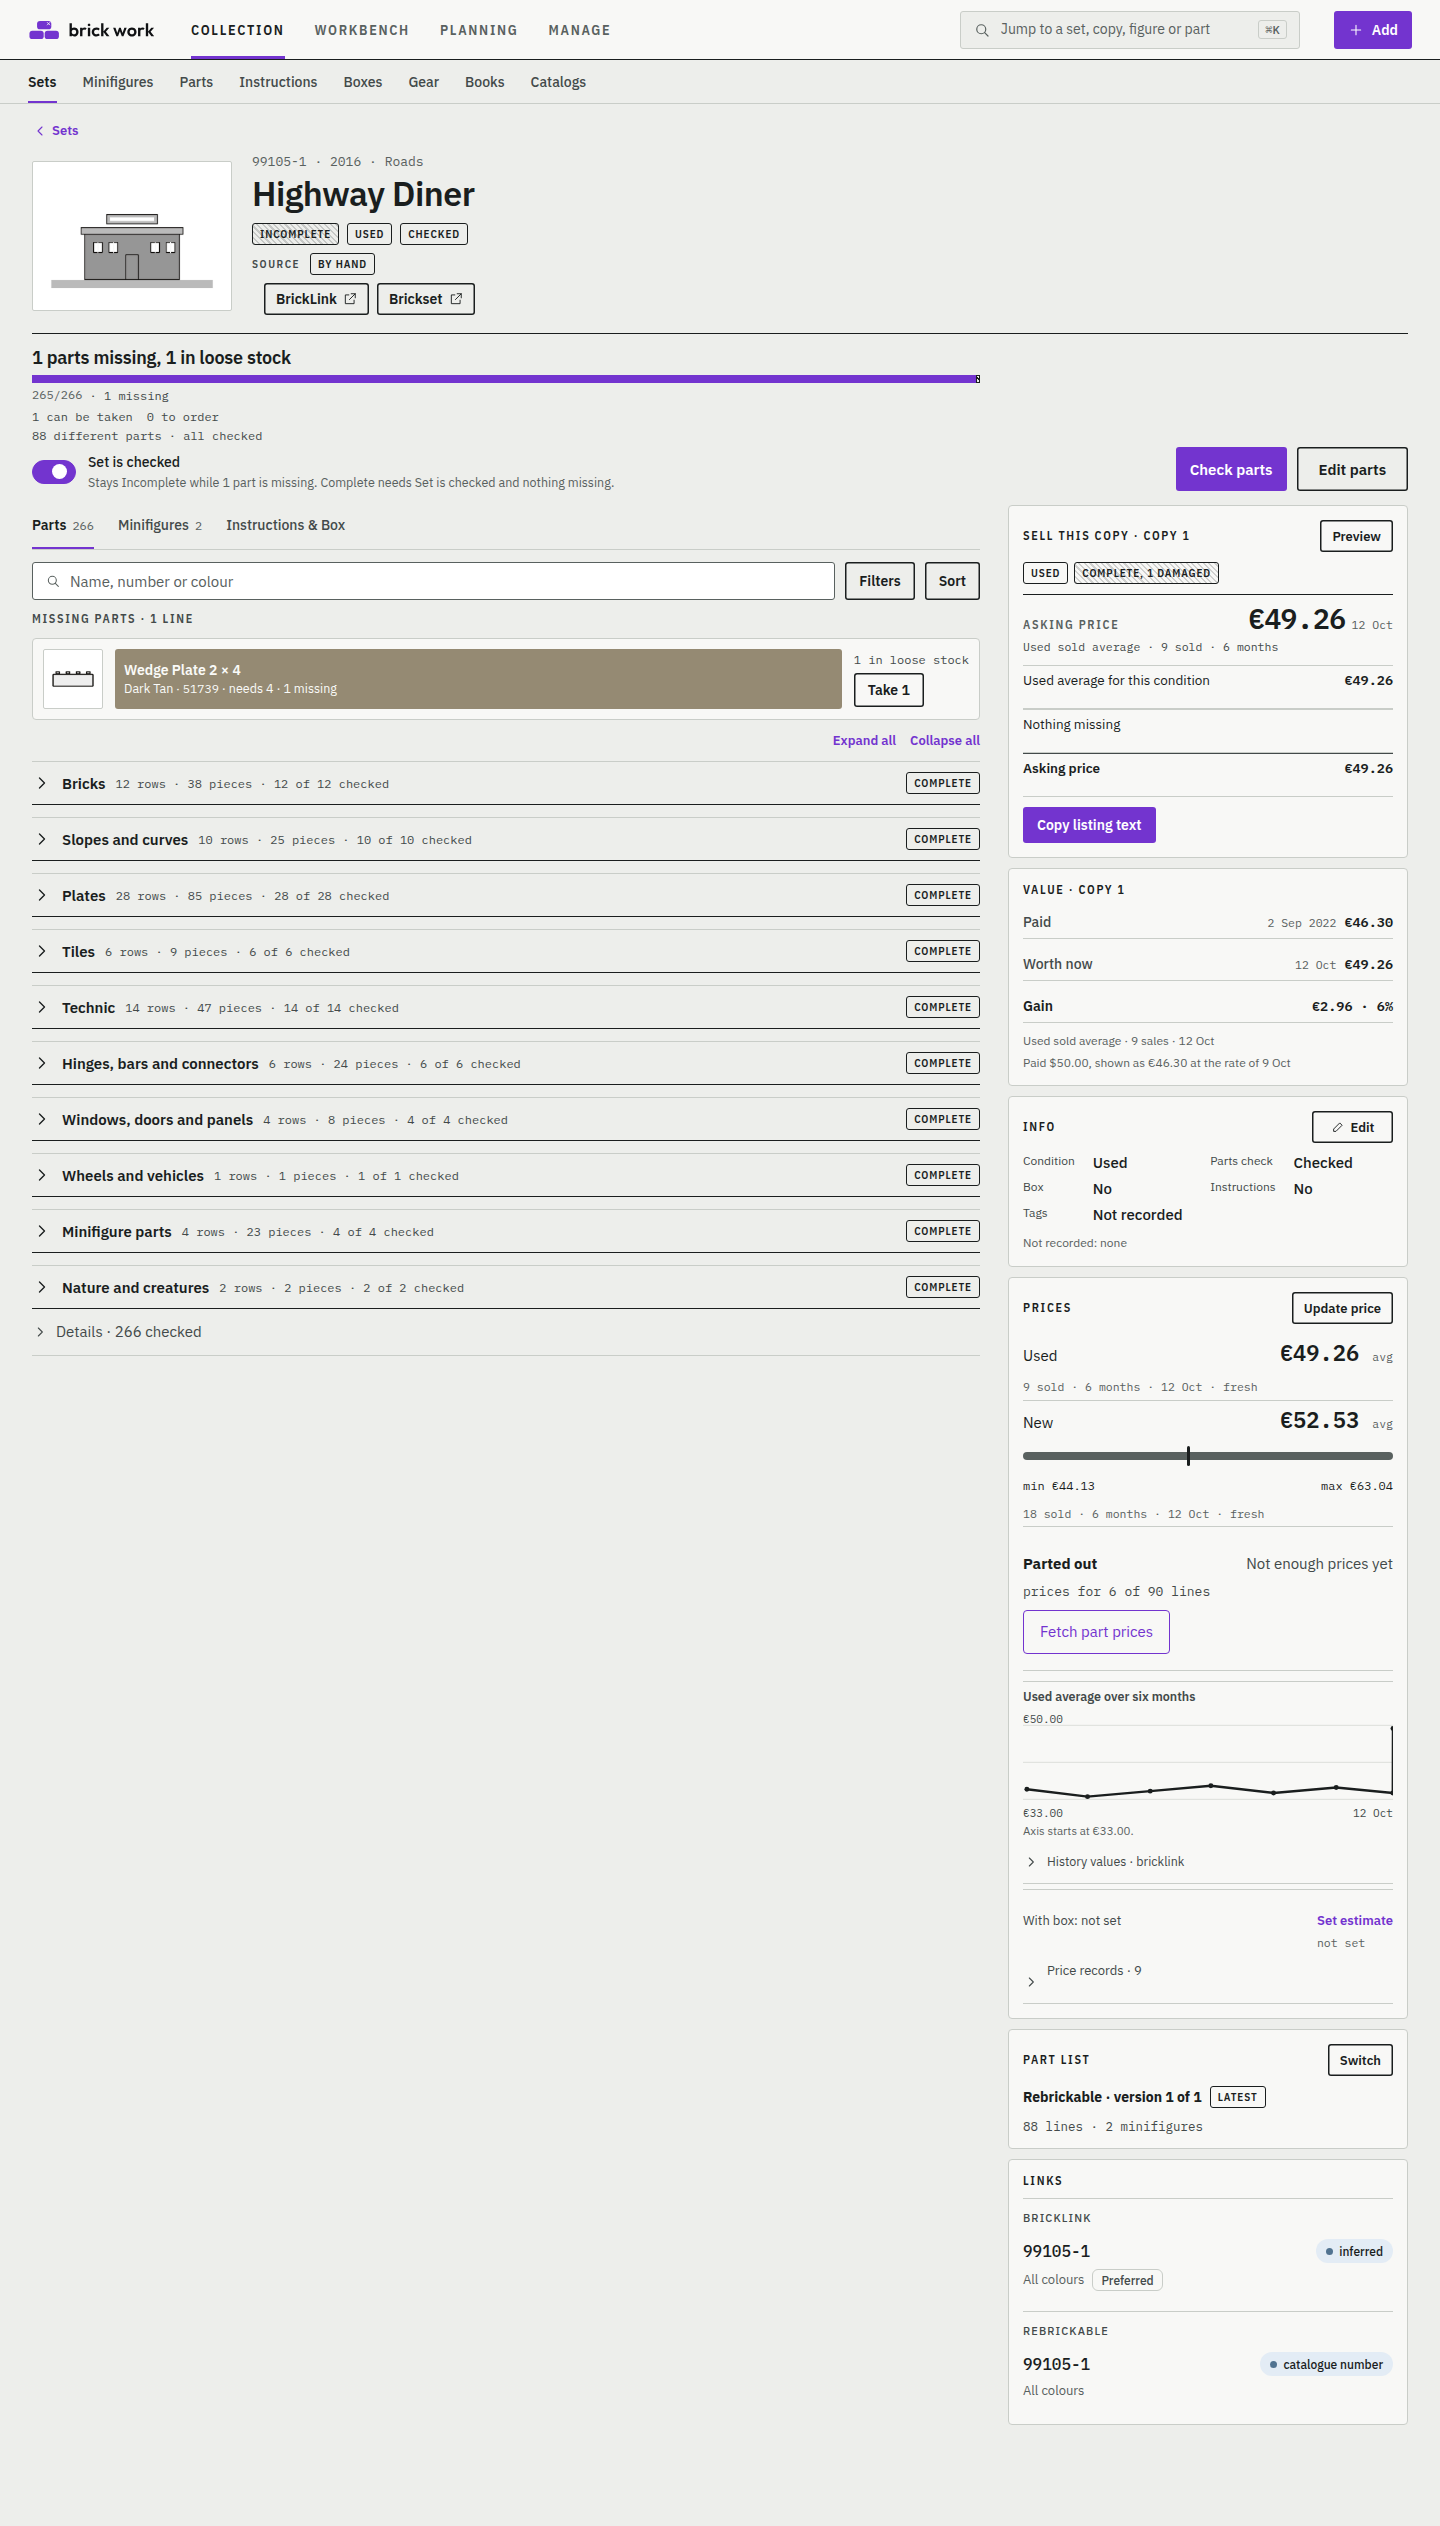 brick work
COLLECTION WORKBENCH PLANNING MANAGE
Jump to a set, copy, figure or part ⌘K
Add
Sets Minifigures Parts Instructions Boxes Gear Books Catalogs
Sets
99105-1 · 2016 · Roads
Highway Diner
INCOMPLETE USED CHECKED
SOURCE BY HAND
BrickLink Brickset
1 parts missing, 1 in loose stock
265/266 · 1 missing
1 can be taken 0 to order
88 different parts · all checked
Set is checked
Stays Incomplete while 1 part is missing. Complete needs Set is checked and nothing missing.
Check parts Edit parts
Parts 266 Minifigures 2 Instructions & Box
Name, number or colour
Filters Sort
MISSING PARTS · 1 LINE
Wedge Plate 2 × 4
Dark Tan · 51739 · needs 4 · 1 missing
1 in loose stock
Take 1
Expand all Collapse all
Bricks 12 rows · 38 pieces · 12 of 12 checked COMPLETE
Slopes and curves 10 rows · 25 pieces · 10 of 10 checked COMPLETE
Plates 28 rows · 85 pieces · 28 of 28 checked COMPLETE
Tiles 6 rows · 9 pieces · 6 of 6 checked COMPLETE
Technic 14 rows · 47 pieces · 14 of 14 checked COMPLETE
Hinges, bars and connectors 6 rows · 24 pieces · 6 of 6 checked COMPLETE
Windows, doors and panels 4 rows · 8 pieces · 4 of 4 checked COMPLETE
Wheels and vehicles 1 rows · 1 pieces · 1 of 1 checked COMPLETE
Minifigure parts 4 rows · 23 pieces · 4 of 4 checked COMPLETE
Nature and creatures 2 rows · 2 pieces · 2 of 2 checked COMPLETE
Details · 266 checked
SELL THIS COPY · COPY 1 Preview
USED COMPLETE, 1 DAMAGED
ASKING PRICE €49.26 12 Oct
Used sold average · 9 sold · 6 months
Used average for this condition €49.26
Nothing missing
Asking price €49.26
Copy listing text
VALUE · COPY 1
Paid 2 Sep 2022 €46.30
Worth now 12 Oct €49.26
Gain €2.96 · 6%
Used sold average · 9 sales · 12 Oct
Paid $50.00, shown as €46.30 at the rate of 9 Oct
INFO Edit
Condition Used Parts check Checked
Box No Instructions No
Tags Not recorded
Not recorded: none
PRICES Update price
Used €49.26 avg
9 sold · 6 months · 12 Oct · fresh
New €52.53 avg
min €44.13 max €63.04
18 sold · 6 months · 12 Oct · fresh
Parted out Not enough prices yet
prices for 6 of 90 lines
Fetch part prices
Used average over six months
€50.00
€33.00 12 Oct
Axis starts at €33.00.
History values · bricklink
With box: not set Set estimate
not set
Price records · 9
PART LIST Switch
Rebrickable · version 1 of 1 LATEST
88 lines · 2 minifigures
LINKS
BRICKLINK
99105-1 inferred
All colours Preferred
REBRICKABLE
99105-1 catalogue number
All colours